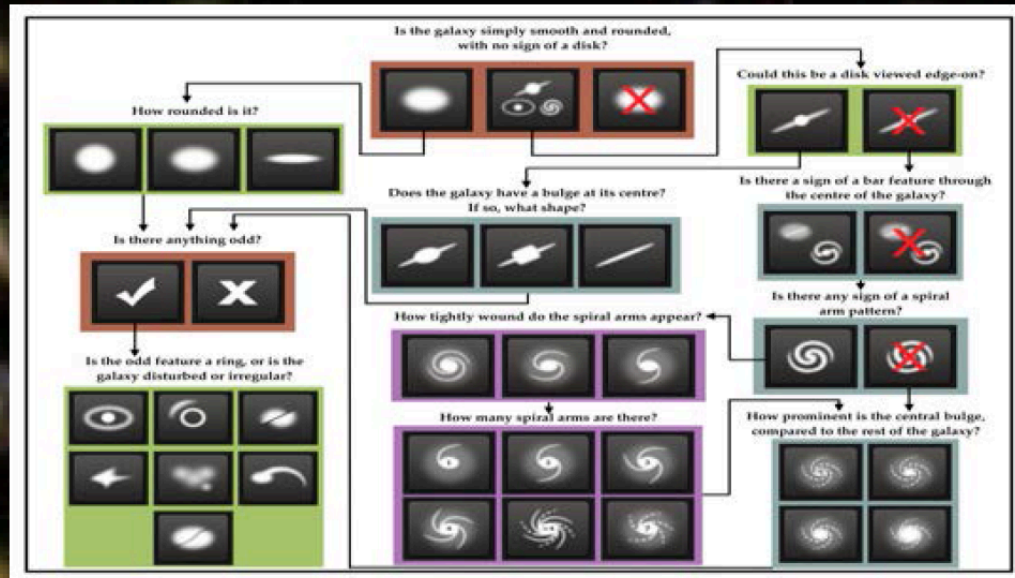 Is the galaxy simply smooth and rounded,
with no sign of a disk?
Could this be a disk viewed edge-on?
How rounded is it?
Does the galaxy have a bulge at its centre?
If so, what shape?
Is there a sign of a bar feature through
the centre of the galaxy?
Is there anything odd?
Is there any sign of a spiral
arm pattern?
How tightly wound do the spiral arms appear?
Is the odd feature a ring, or is the
galaxy disturbed or irregular?
How many spiral arms are there?
How prominent is the central bulge,
compared to the rest of the galaxy?